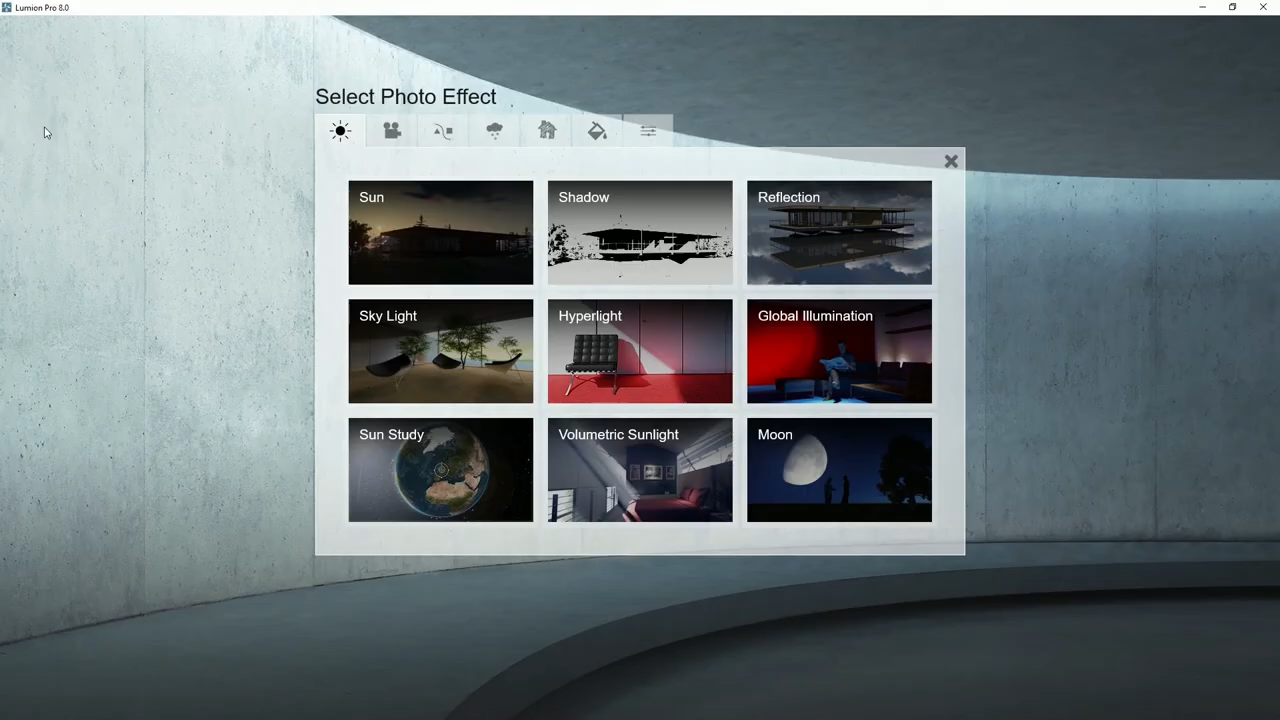 Lumion Pro 8.0
Select Photo Effect
Sun
Shadow
Reflection
Sky Light
Hyperlight
Global Illumination
Sun Study
Volumetric Sunlight
Moon